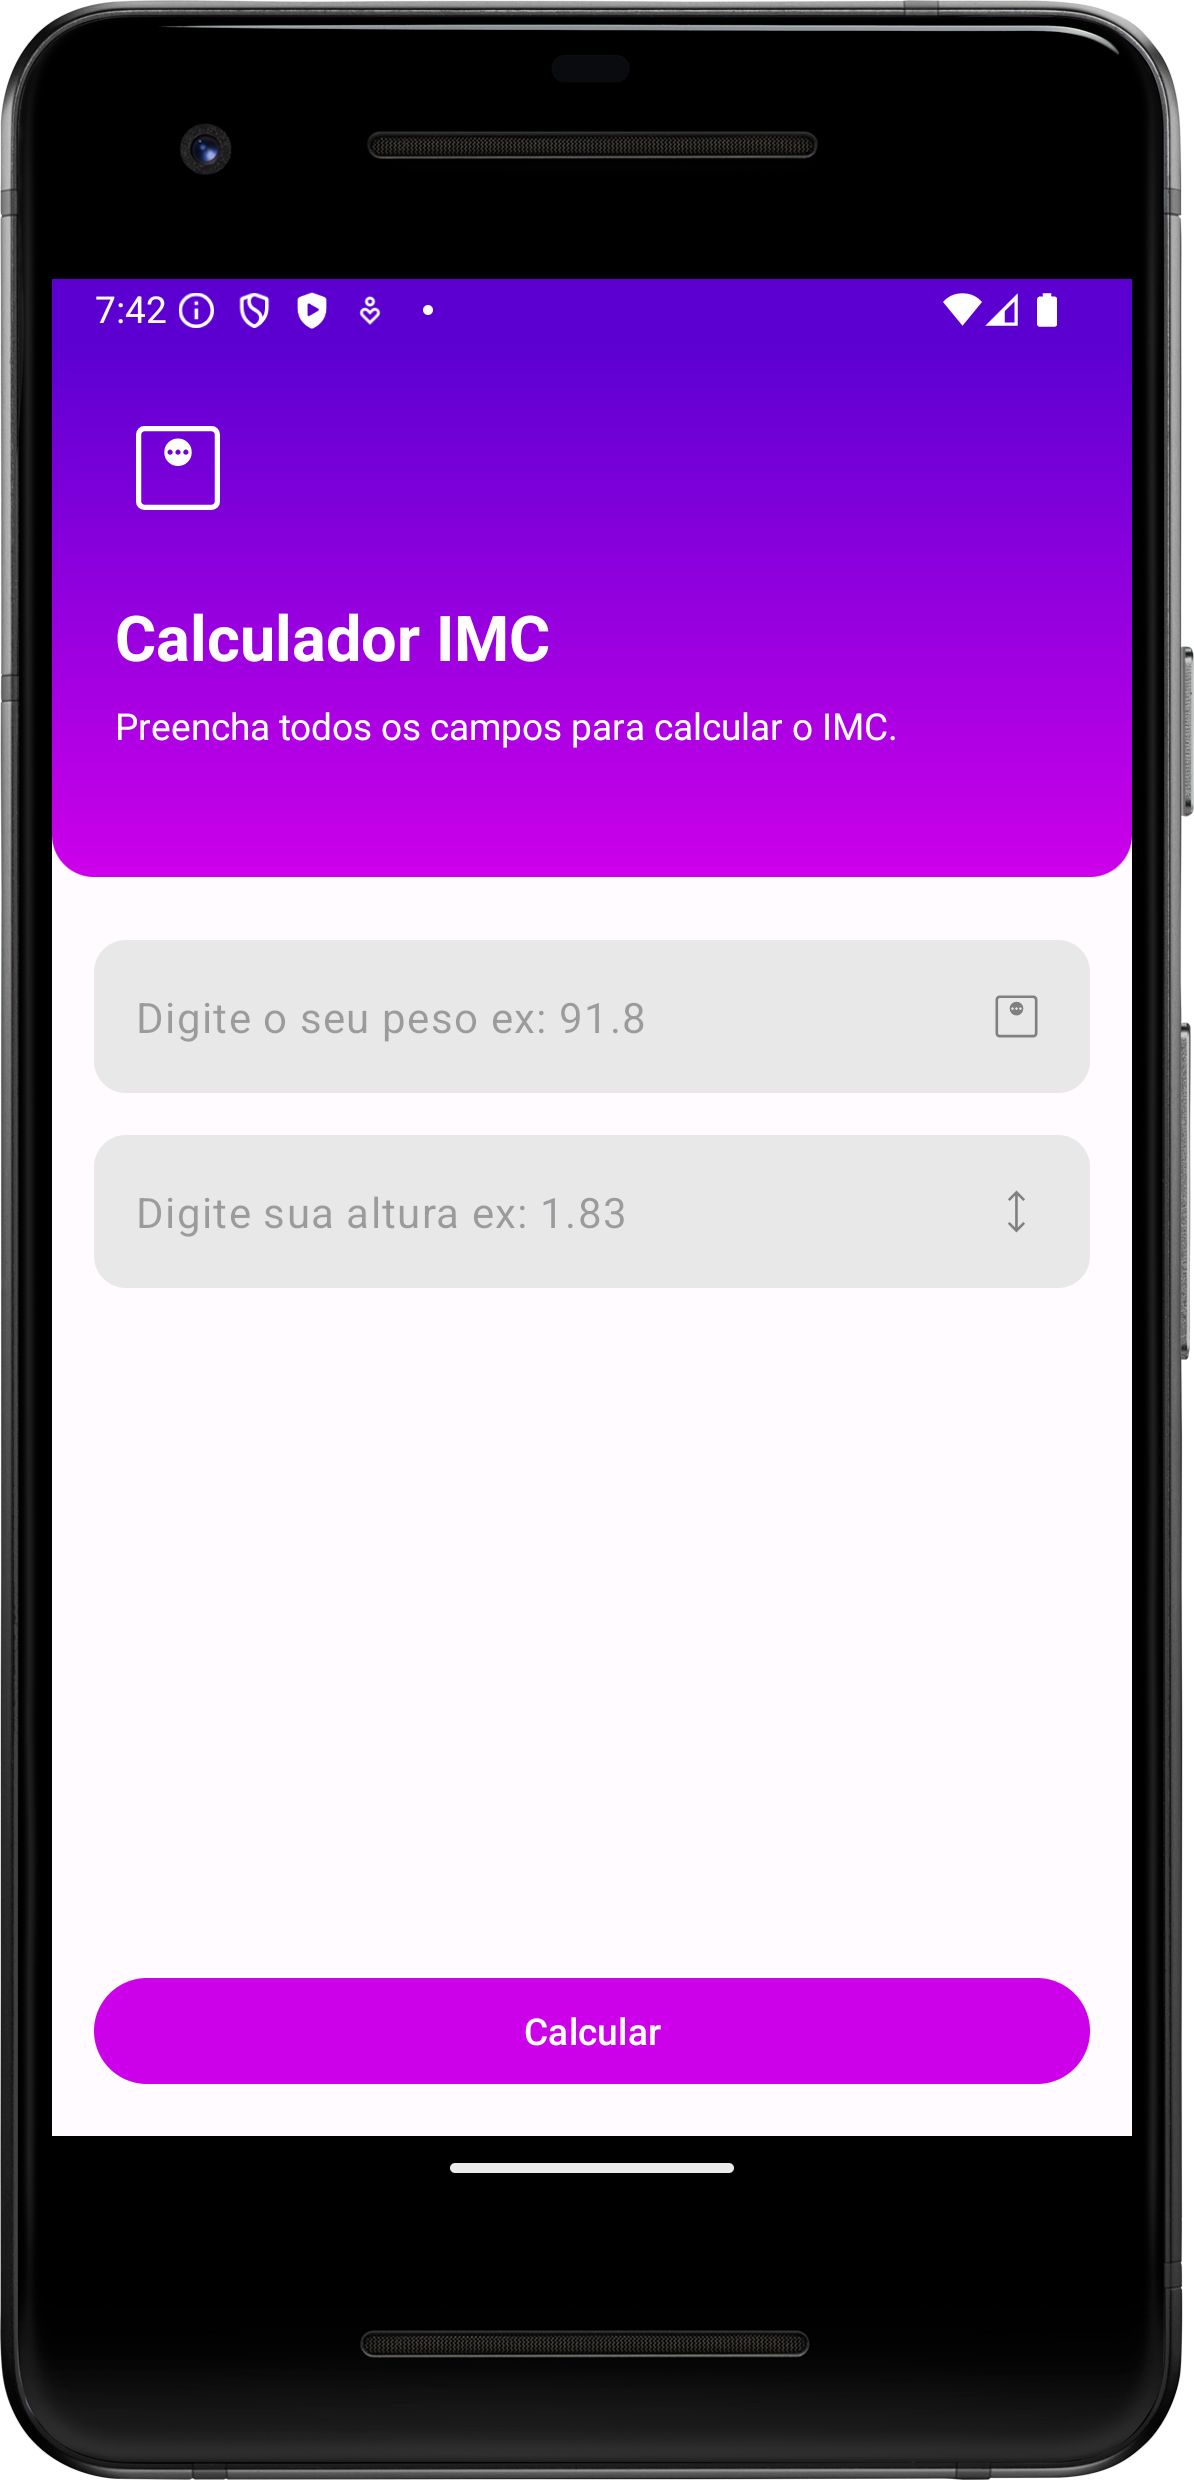 7:42
Calculador IMC
Preencha todos os campos para calcular o IMC.
Digite o seu peso ex: 91.8
Digite sua altura ex: 1.83
Calcular